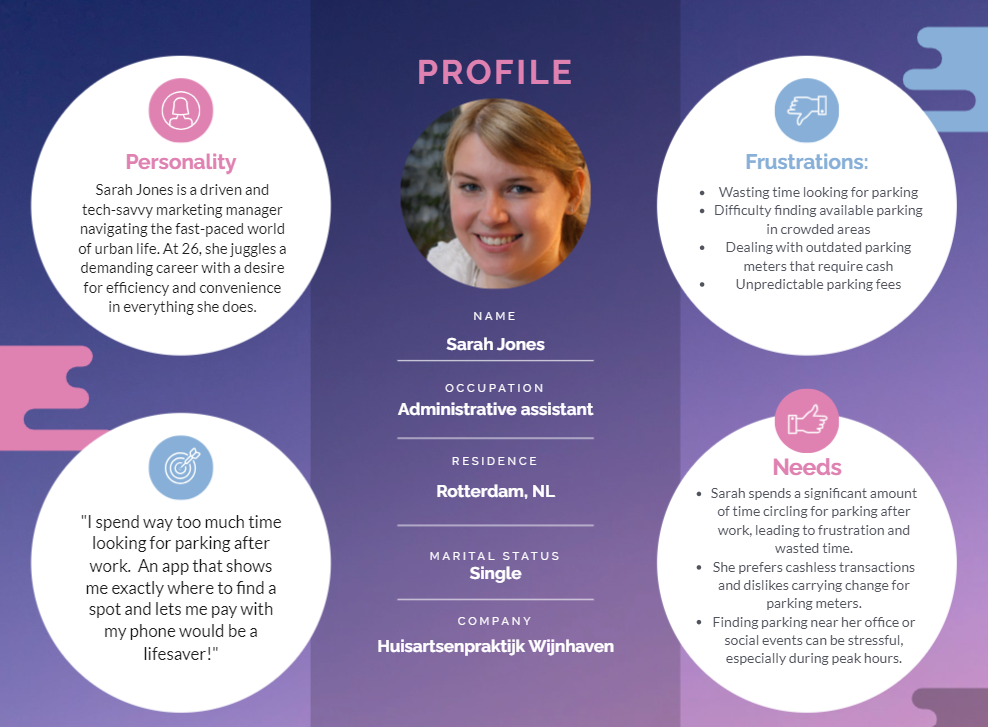 PROFILE
Personality
Sarah Jones is a driven and
tech-savvy marketing manager
navigating the fast-paced world
of urban life. At 26, she juggles a
demanding career with a desire
for efficiency and convenience
in everything she does.
"I spend way too much time
looking for parking after
work. An app that shows
me exactly where to find a
spot and lets me pay with
my phone would be a
lifesaver!"
NAME
Sarah Jones
OCCUPATION
Administrative assistant
RESIDENCE
Rotterdam, NL
MARITAL STATUS
Single
COMPANY
Huisartsenpraktijk Wijnhaven
Frustrations:
• Wasting time looking for parking
• Difficulty finding available parking
in crowded areas
• Dealing with outdated parking
meters that require cash
• Unpredictable parking fees
Needs
• Sarah spends a significant amount
of time circling for parking after
work, leading to frustration and
wasted time.
• She prefers cashless transactions
and dislikes carrying change for
parking meters.
• Finding parking near her office or
social events can be stressful,
especially during peak hours.